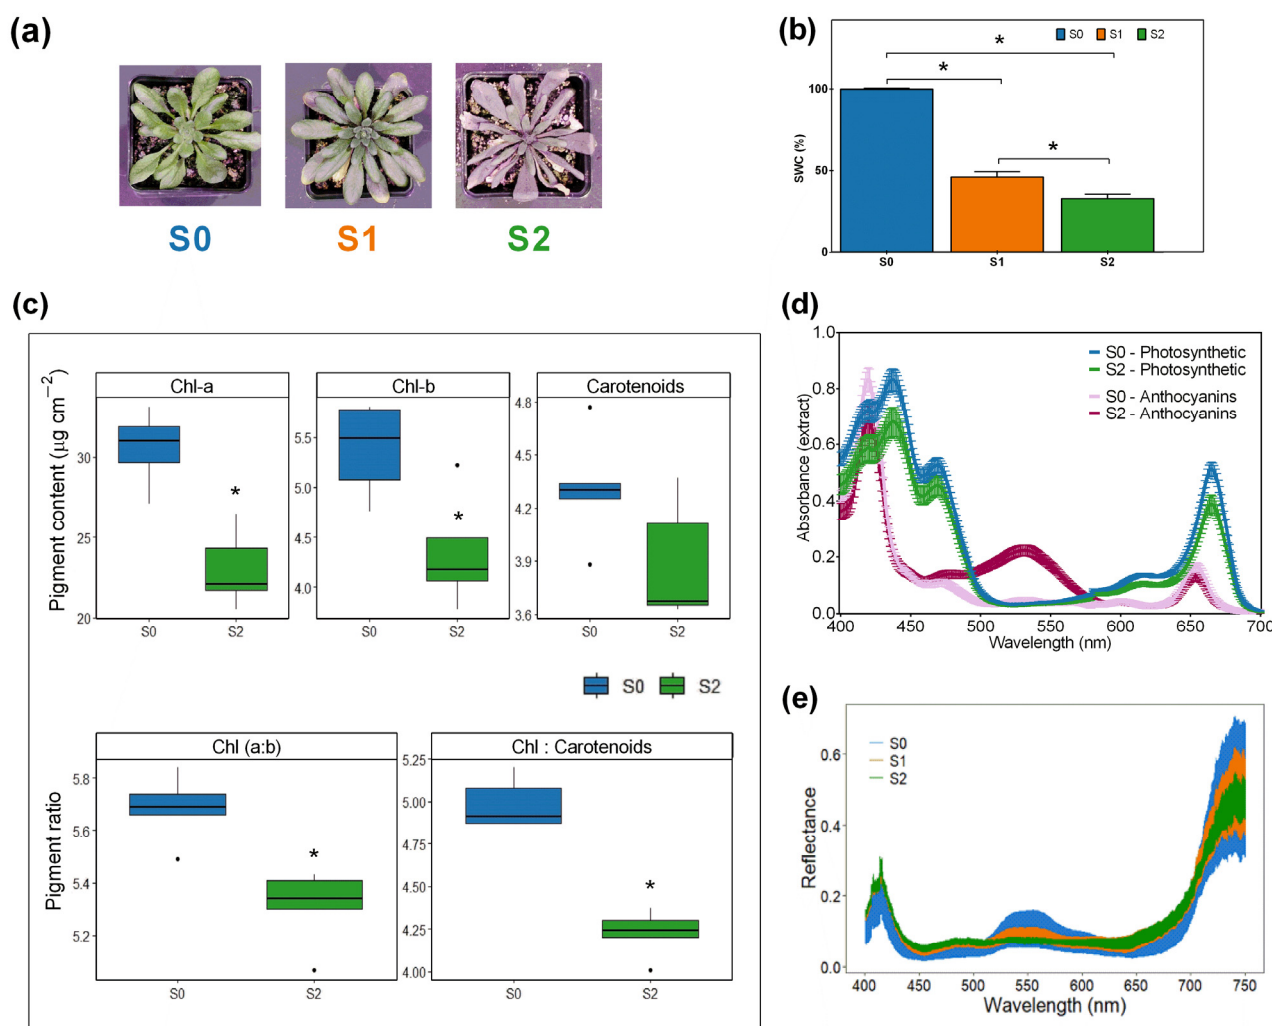 (a)
S0 S1 S2
(b)
S0 S1 S2
*
*
*
SWC (%)
100
50
0
S0 S1 S2
(c)
Pigment content (µg cm−2)
Chl-a
30
25
20
*
S0 S2
Chl-b
5.5
5.0
4.5
4.0
*
S0 S2
Carotenoids
4.8
4.5
4.2
3.9
3.6
S0 S2
S0 S2
Pigment ratio
Chl (a:b)
5.8
5.6
5.4
5.2
*
S0 S2
Chl : Carotenoids
5.25
5.00
4.75
4.50
4.25
4.00
*
S0 S2
(d)
Absorbance (extract)
1.0
0.8
0.6
0.4
0.2
0.0
S0 - Photosynthetic
S2 - Photosynthetic
S0 - Anthocyanins
S2 - Anthocyanins
400 450 500 550 600 650 700
Wavelength (nm)
(e)
Reflectance
0.6
0.4
0.2
0.0
S0
S1
S2
400 450 500 550 600 650 700 750
Wavelength (nm)